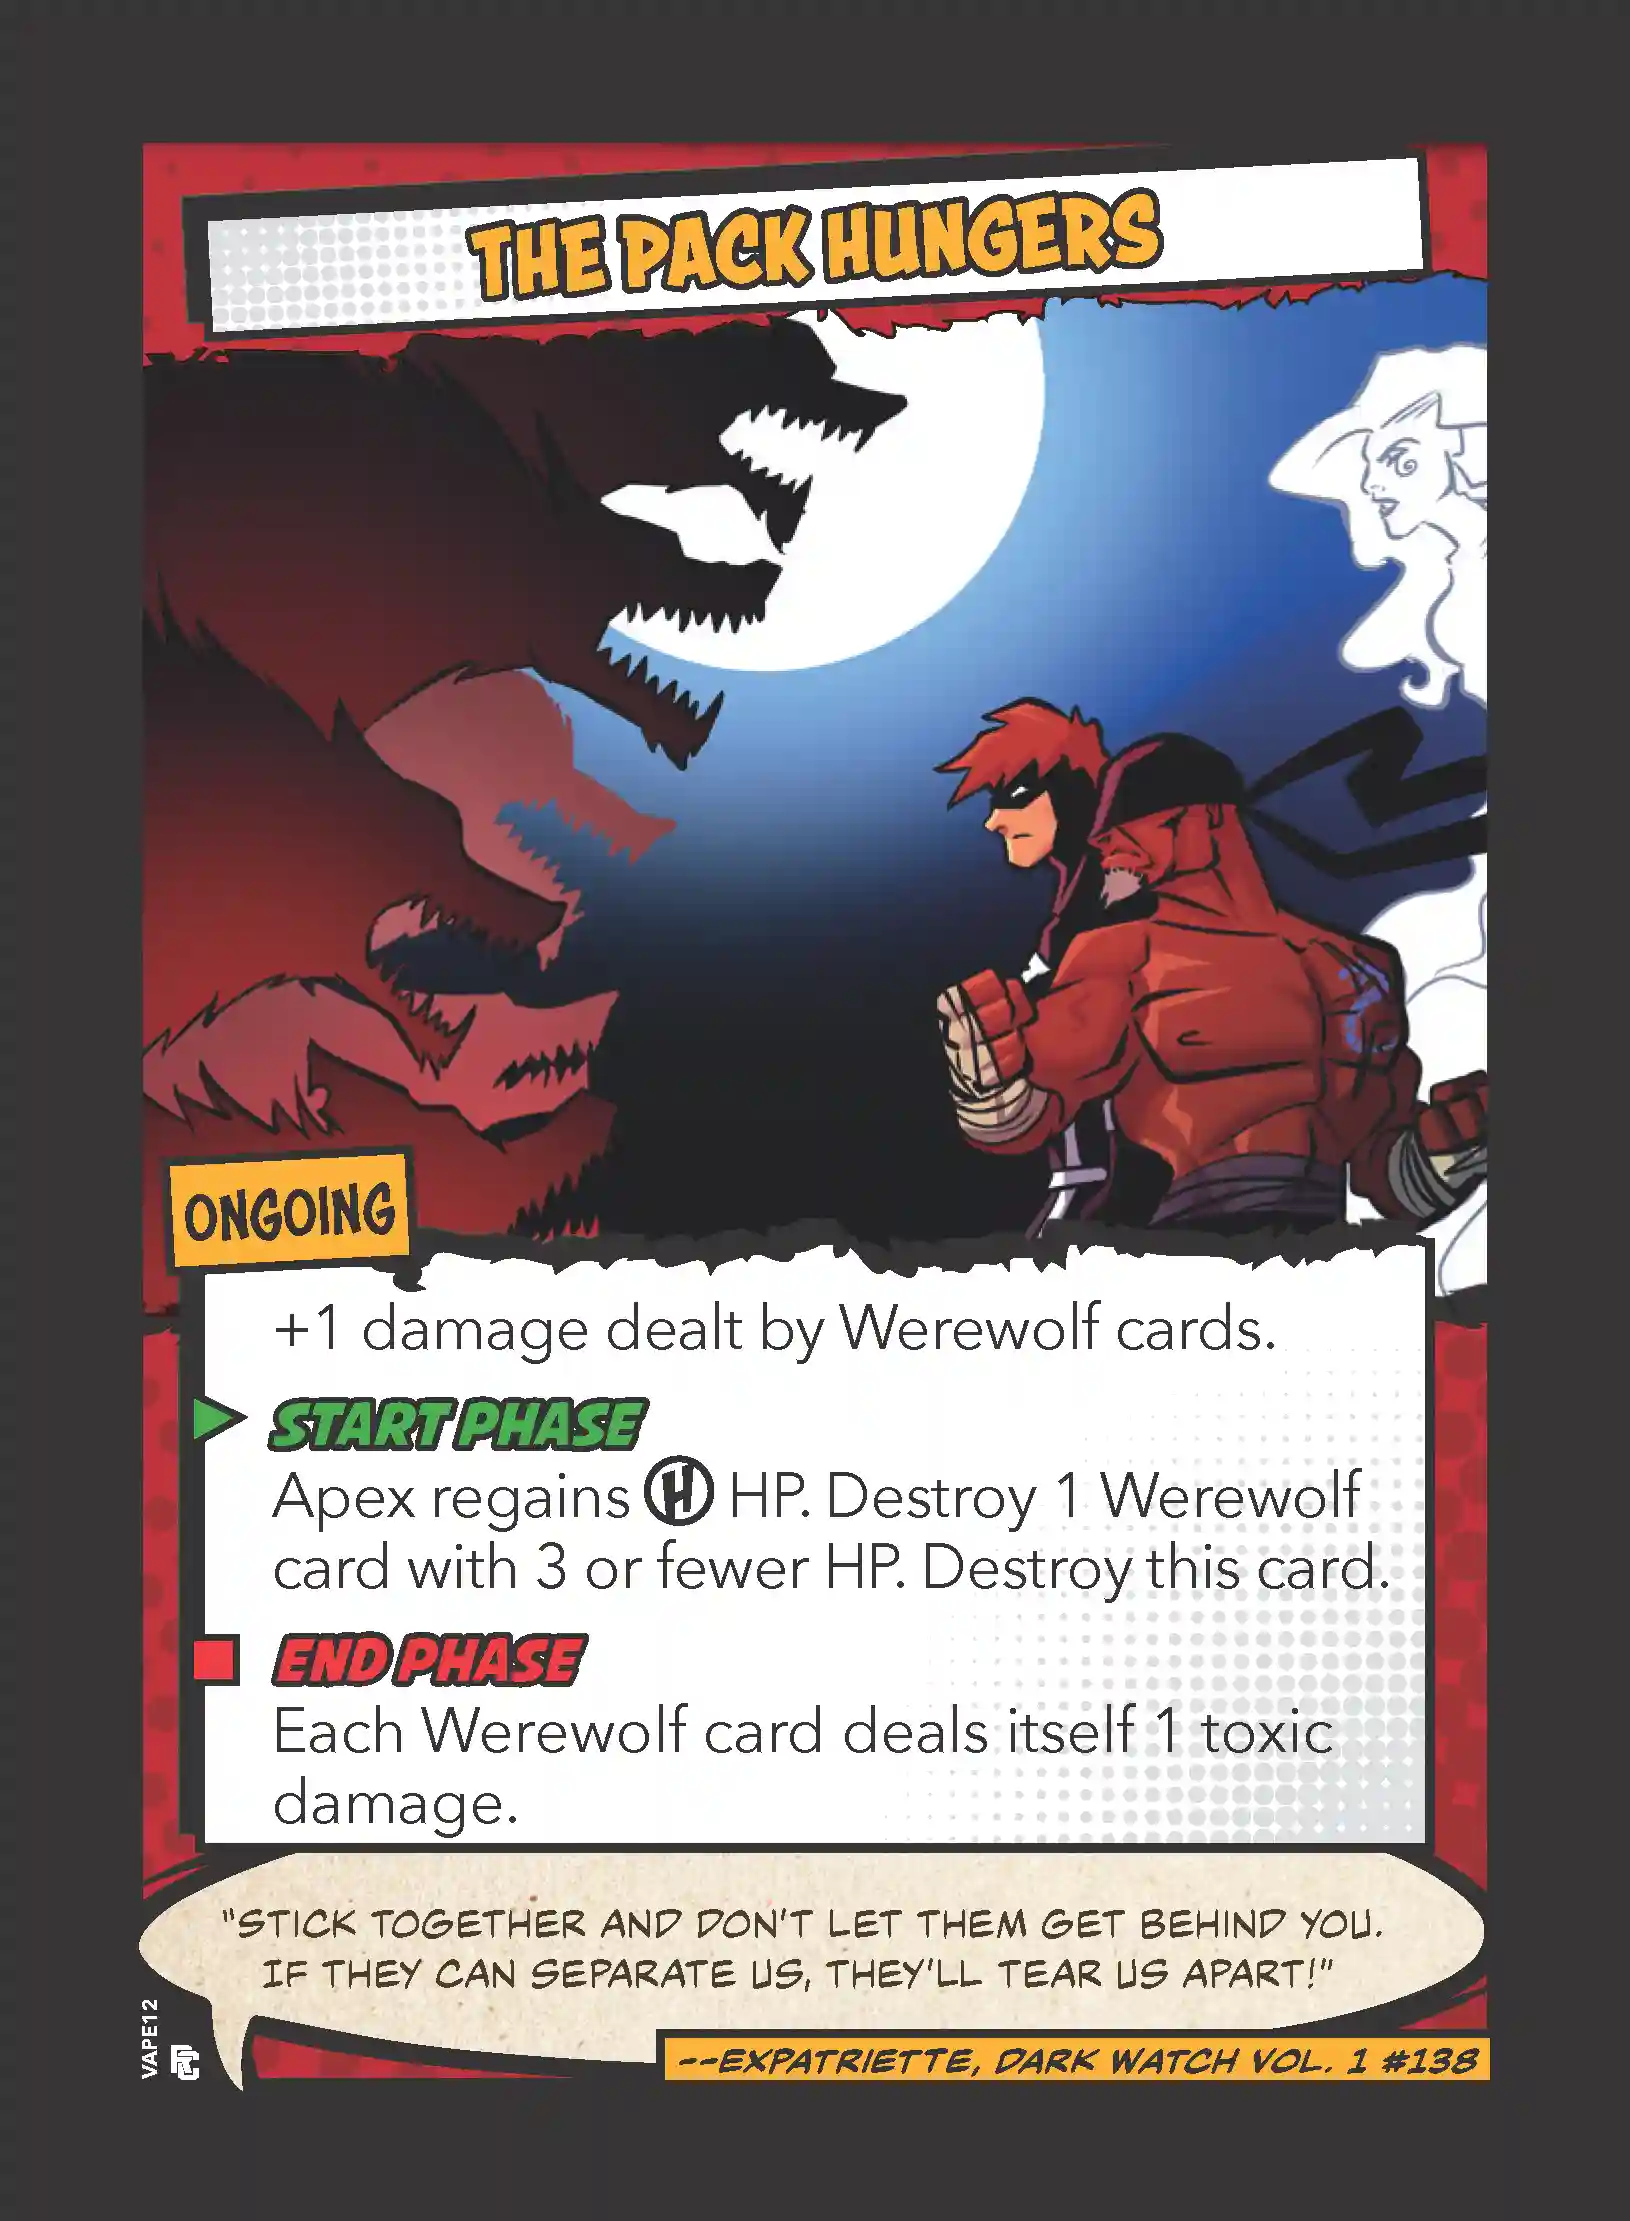 THE PACK HUNGERS
ONGOING
+1 damage dealt by Werewolf cards.
START PHASE
Apex regains H HP. Destroy 1 Werewolf
card with 3 or fewer HP. Destroy this card.
END PHASE
Each Werewolf card deals itself 1 toxic
damage.
"STICK TOGETHER AND DON'T LET THEM GET BEHIND YOU.
IF THEY CAN SEPARATE US, THEY'LL TEAR US APART!"
--EXPATRIETTE, DARK WATCH VOL. 1 #138
VAPE12